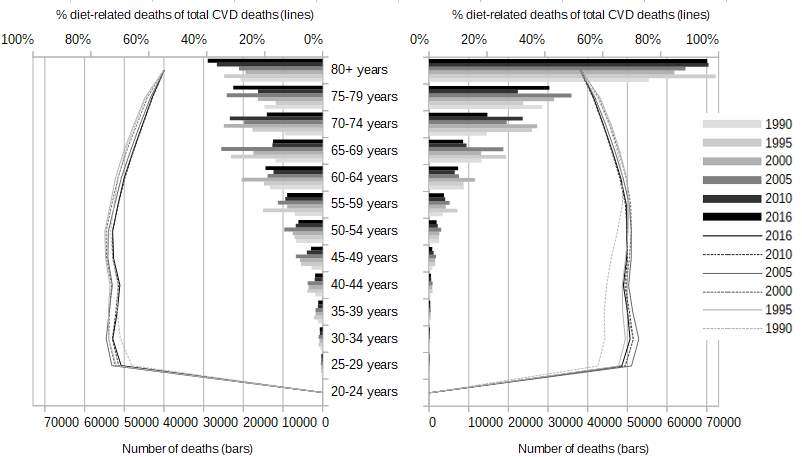 % diet-related deaths of total CVD deaths (lines)
% diet-related deaths of total CVD deaths (lines)
100% 80% 60% 40% 20% 0%
0% 20% 40% 60% 80% 100%
80+ years
75-79 years
70-74 years
65-69 years
60-64 years
55-59 years
50-54 years
45-49 years
40-44 years
35-39 years
30-34 years
25-29 years
20-24 years
1990
1995
2000
2005
2010
2016
2016
2010
2005
2000
1995
1990
70000 60000 50000 40000 30000 20000 10000 0
0 10000 20000 30000 40000 50000 60000 70000
Number of deaths (bars)
Number of deaths (bars)